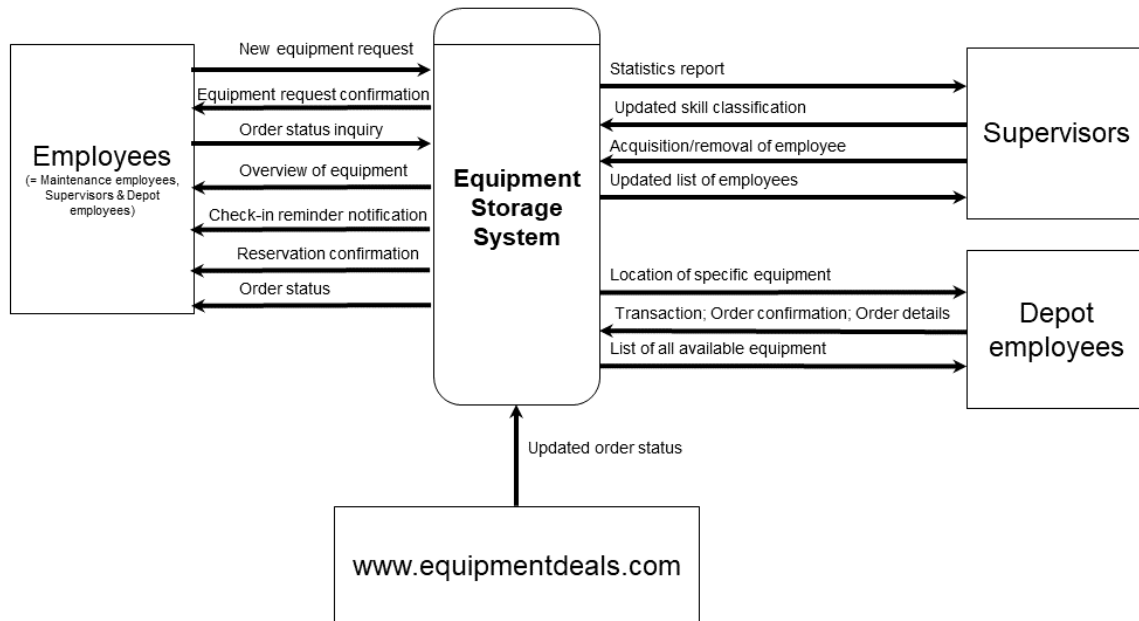 New equipment request
Equipment request confirmation
Order status inquiry
Overview of equipment
Check-in reminder notification
Reservation confirmation
Order status
Employees
(= Maintenance employees,
Supervisors & Depot
employees)
Equipment
Storage
System
Statistics report
Updated skill classification
Acquisition/removal of employee
Updated list of employees
Supervisors
Location of specific equipment
Transaction; Order confirmation; Order details
List of all available equipment
Depot
employees
Updated order status
www.equipmentdeals.com